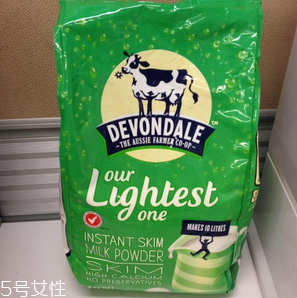 DEVONDALE
THE AUSSIE FARMER CO-OP
our
Lightest
one
MAKES 10 LITRES
INSTANT SKIM
MILK POWDER
SKIM
HIGH CALCIUM
NO PRESERVATIVES
5号女性